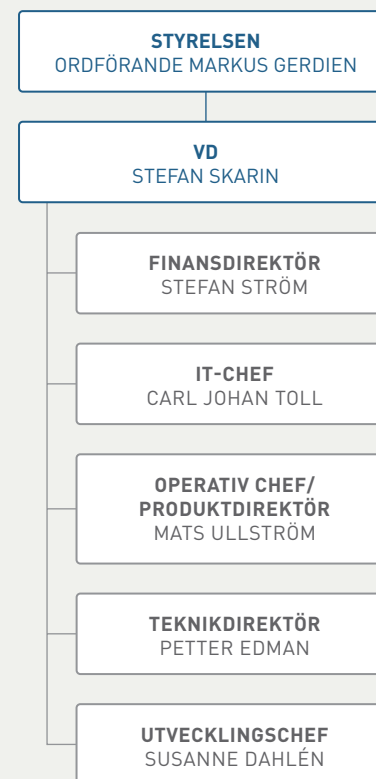 STYRELSEN
ORDFÖRANDE MARKUS GERDIEN
VD
STEFAN SKARIN
FINANSDIREKTÖR
STEFAN STRÖM
IT-CHEF
CARL JOHAN TOLL
OPERATIV CHEF/
PRODUKTDIREKTÖR
MATS ULLSTRÖM
TEKNIKDIREKTÖR
PETTER EDMAN
UTVECKLINGSCHEF
SUSANNE DAHLÉN